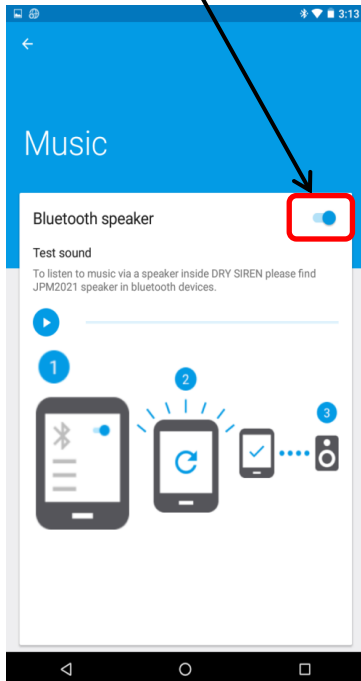 3:13
Music
Bluetooth speaker
Test sound
To listen to music via a speaker inside DRY SIREN please find
JPM2021 speaker in bluetooth devices.
1
2
3